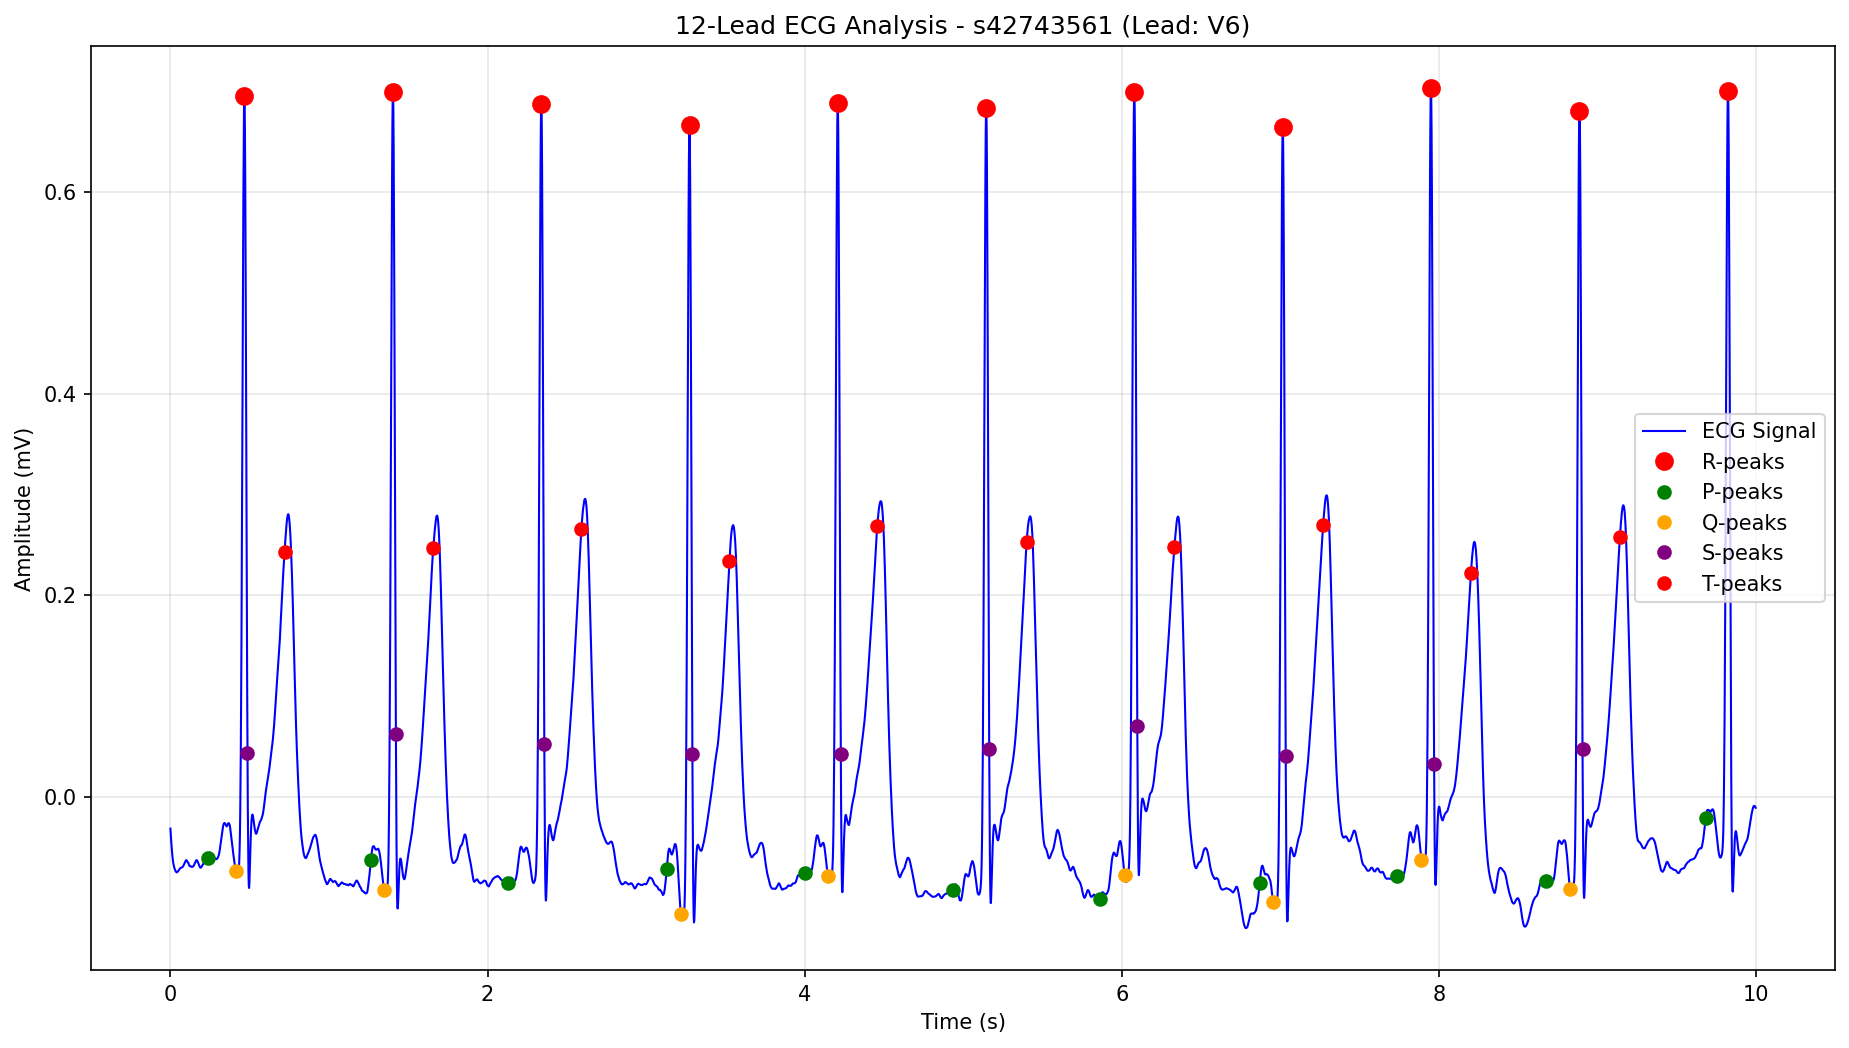 12-Lead ECG Analysis - s42743561 (Lead: V6)
Amplitude (mV)
0.6
0.4
0.2
0.0
ECG Signal
R-peaks
P-peaks
Q-peaks
S-peaks
T-peaks
0 2 4 6 8 10
Time (s)